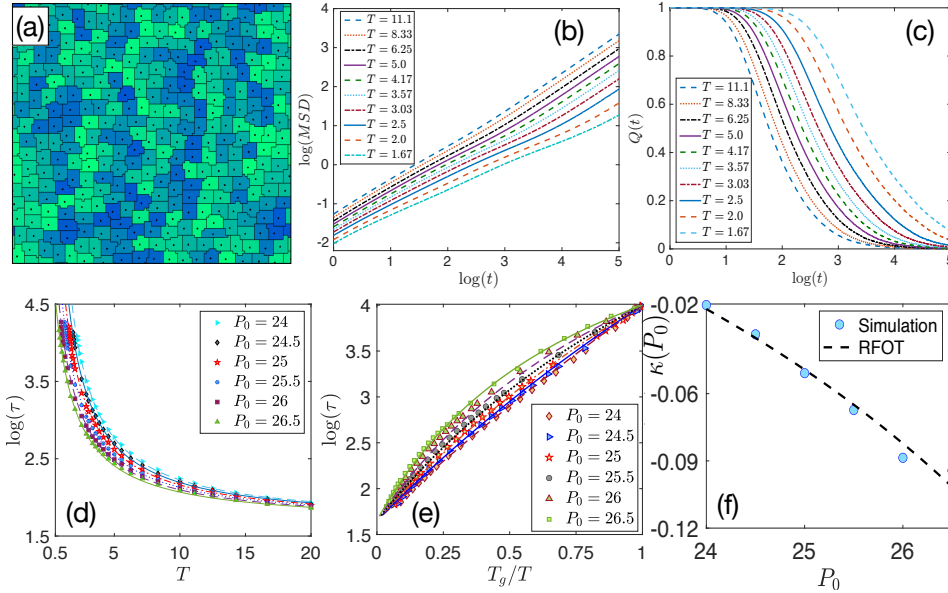 (a)
(b)
log(MSD)
4
3
2
1
0
-1
-2
0
1
2
3
4
5
log(t)
T = 11.1
T = 8.33
T = 6.25
T = 5.0
T = 4.17
T = 3.57
T = 3.03
T = 2.5
T = 2.0
T = 1.67
(c)
Q(t)
1
0.8
0.6
0.4
0.2
0
0
1
2
3
4
5
log(t)
T = 11.1
T = 8.33
T = 6.25
T = 5.0
T = 4.17
T = 3.57
T = 3.03
T = 2.5
T = 2.0
T = 1.67
(d)
log(τ)
4.5
3.5
2.5
1.5
0.5
5
10
15
20
T
P₀ = 24
P₀ = 24.5
P₀ = 25
P₀ = 25.5
P₀ = 26
P₀ = 26.5
(e)
log(τ)
4
3
2
1.5
0
0.25
0.5
0.75
1
T_g/T
P₀ = 24
P₀ = 24.5
P₀ = 25
P₀ = 25.5
P₀ = 26
P₀ = 26.5
(f)
κ(P₀)
-0.02
-0.06
-0.09
-0.12
24
25
26
P₀
Simulation
RFOT